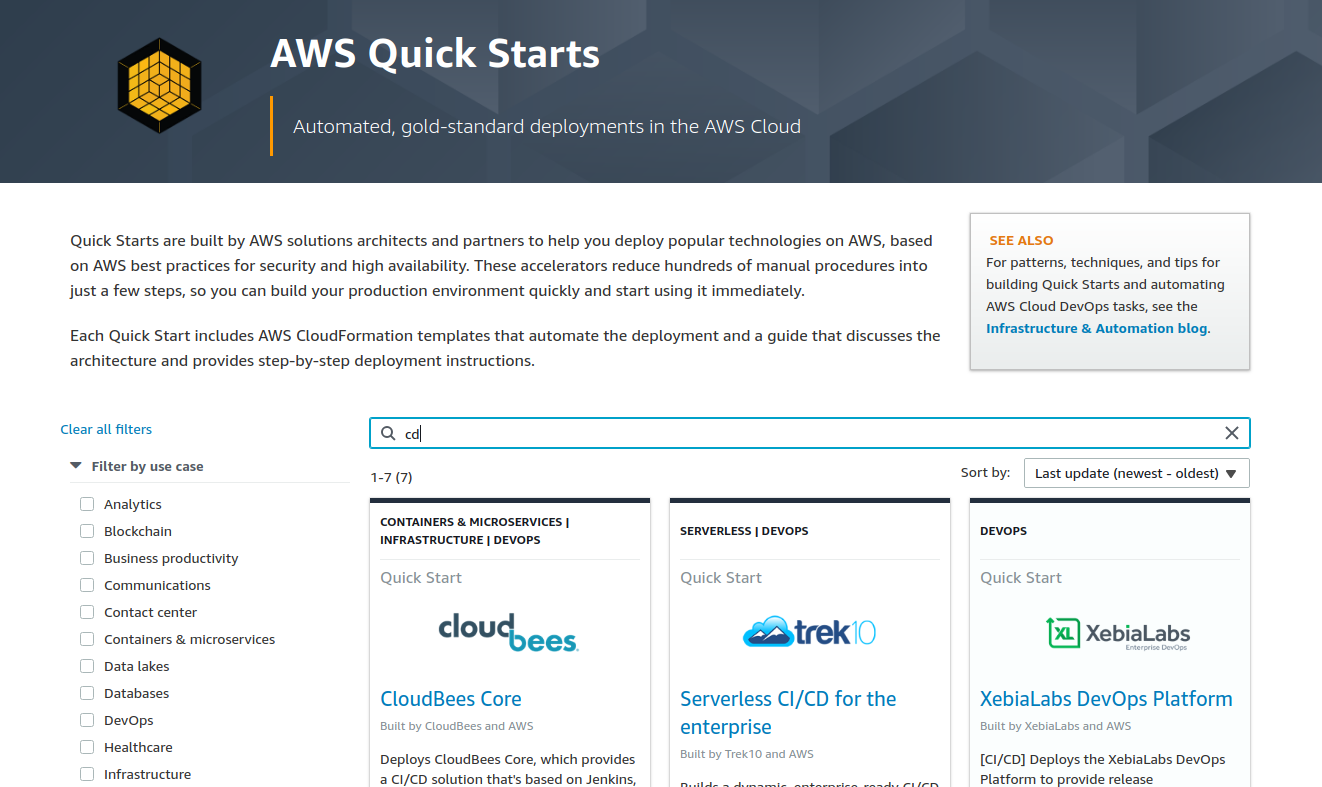 AWS Quick Starts
Automated, gold-standard deployments in the AWS Cloud
Quick Starts are built by AWS solutions architects and partners to help you deploy popular technologies on AWS, based
on AWS best practices for security and high availability. These accelerators reduce hundreds of manual procedures into
just a few steps, so you can build your production environment quickly and start using it immediately.
Each Quick Start includes AWS CloudFormation templates that automate the deployment and a guide that discusses the
architecture and provides step-by-step deployment instructions.
SEE ALSO
For patterns, techniques, and tips for
building Quick Starts and automating
AWS Cloud DevOps tasks, see the
Infrastructure & Automation blog.
Clear all filters
Filter by use case
Analytics
Blockchain
Business productivity
Communications
Contact center
Containers & microservices
Data lakes
Databases
DevOps
Healthcare
Infrastructure
cd
1-7 (7)
Sort by:
Last update (newest - oldest)
CONTAINERS & MICROSERVICES |
INFRASTRUCTURE | DEVOPS
Quick Start
cloudbees.
CloudBees Core
Built by CloudBees and AWS
Deploys CloudBees Core, which provides
a CI/CD solution that's based on Jenkins,
SERVERLESS | DEVOPS
Quick Start
trek10
Serverless CI/CD for the
enterprise
Built by Trek10 and AWS
Builds a dynamic, enterprise-ready CI/CD
DEVOPS
Quick Start
XL XebiaLabs
Enterprise DevOps
XebiaLabs DevOps Platform
Built by XebiaLabs and AWS
[CI/CD] Deploys the XebiaLabs DevOps
Platform to provide release